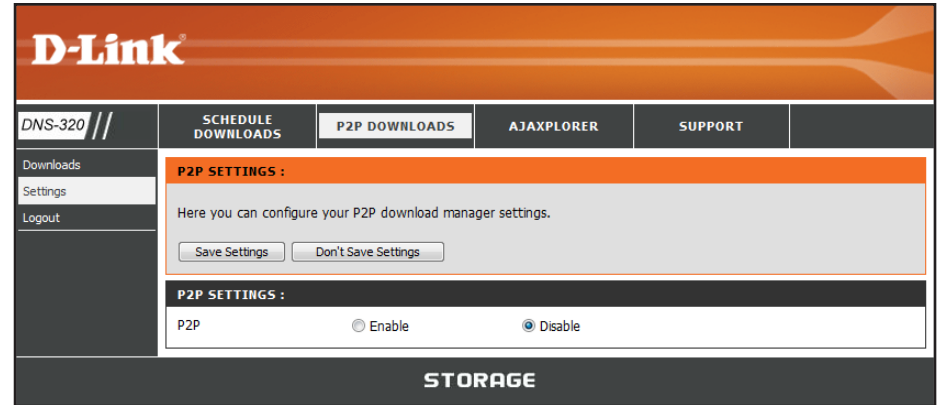 D-Link®
DNS-320
SCHEDULE
DOWNLOADS
P2P DOWNLOADS
AJAXPLORER
SUPPORT
Downloads
Settings
Logout
P2P SETTINGS :
Here you can configure your P2P download manager settings.
Save Settings
Don't Save Settings
P2P SETTINGS :
P2P
Enable
Disable
STORAGE